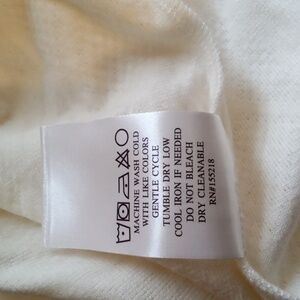 MACHINE WASH COLD
WITH LIKE COLORS
GENTLE CYCLE
TUMBLE DRY LOW
COOL IRON IF NEEDED
DO NOT BLEACH
DRY CLEANABLE
RN#155218